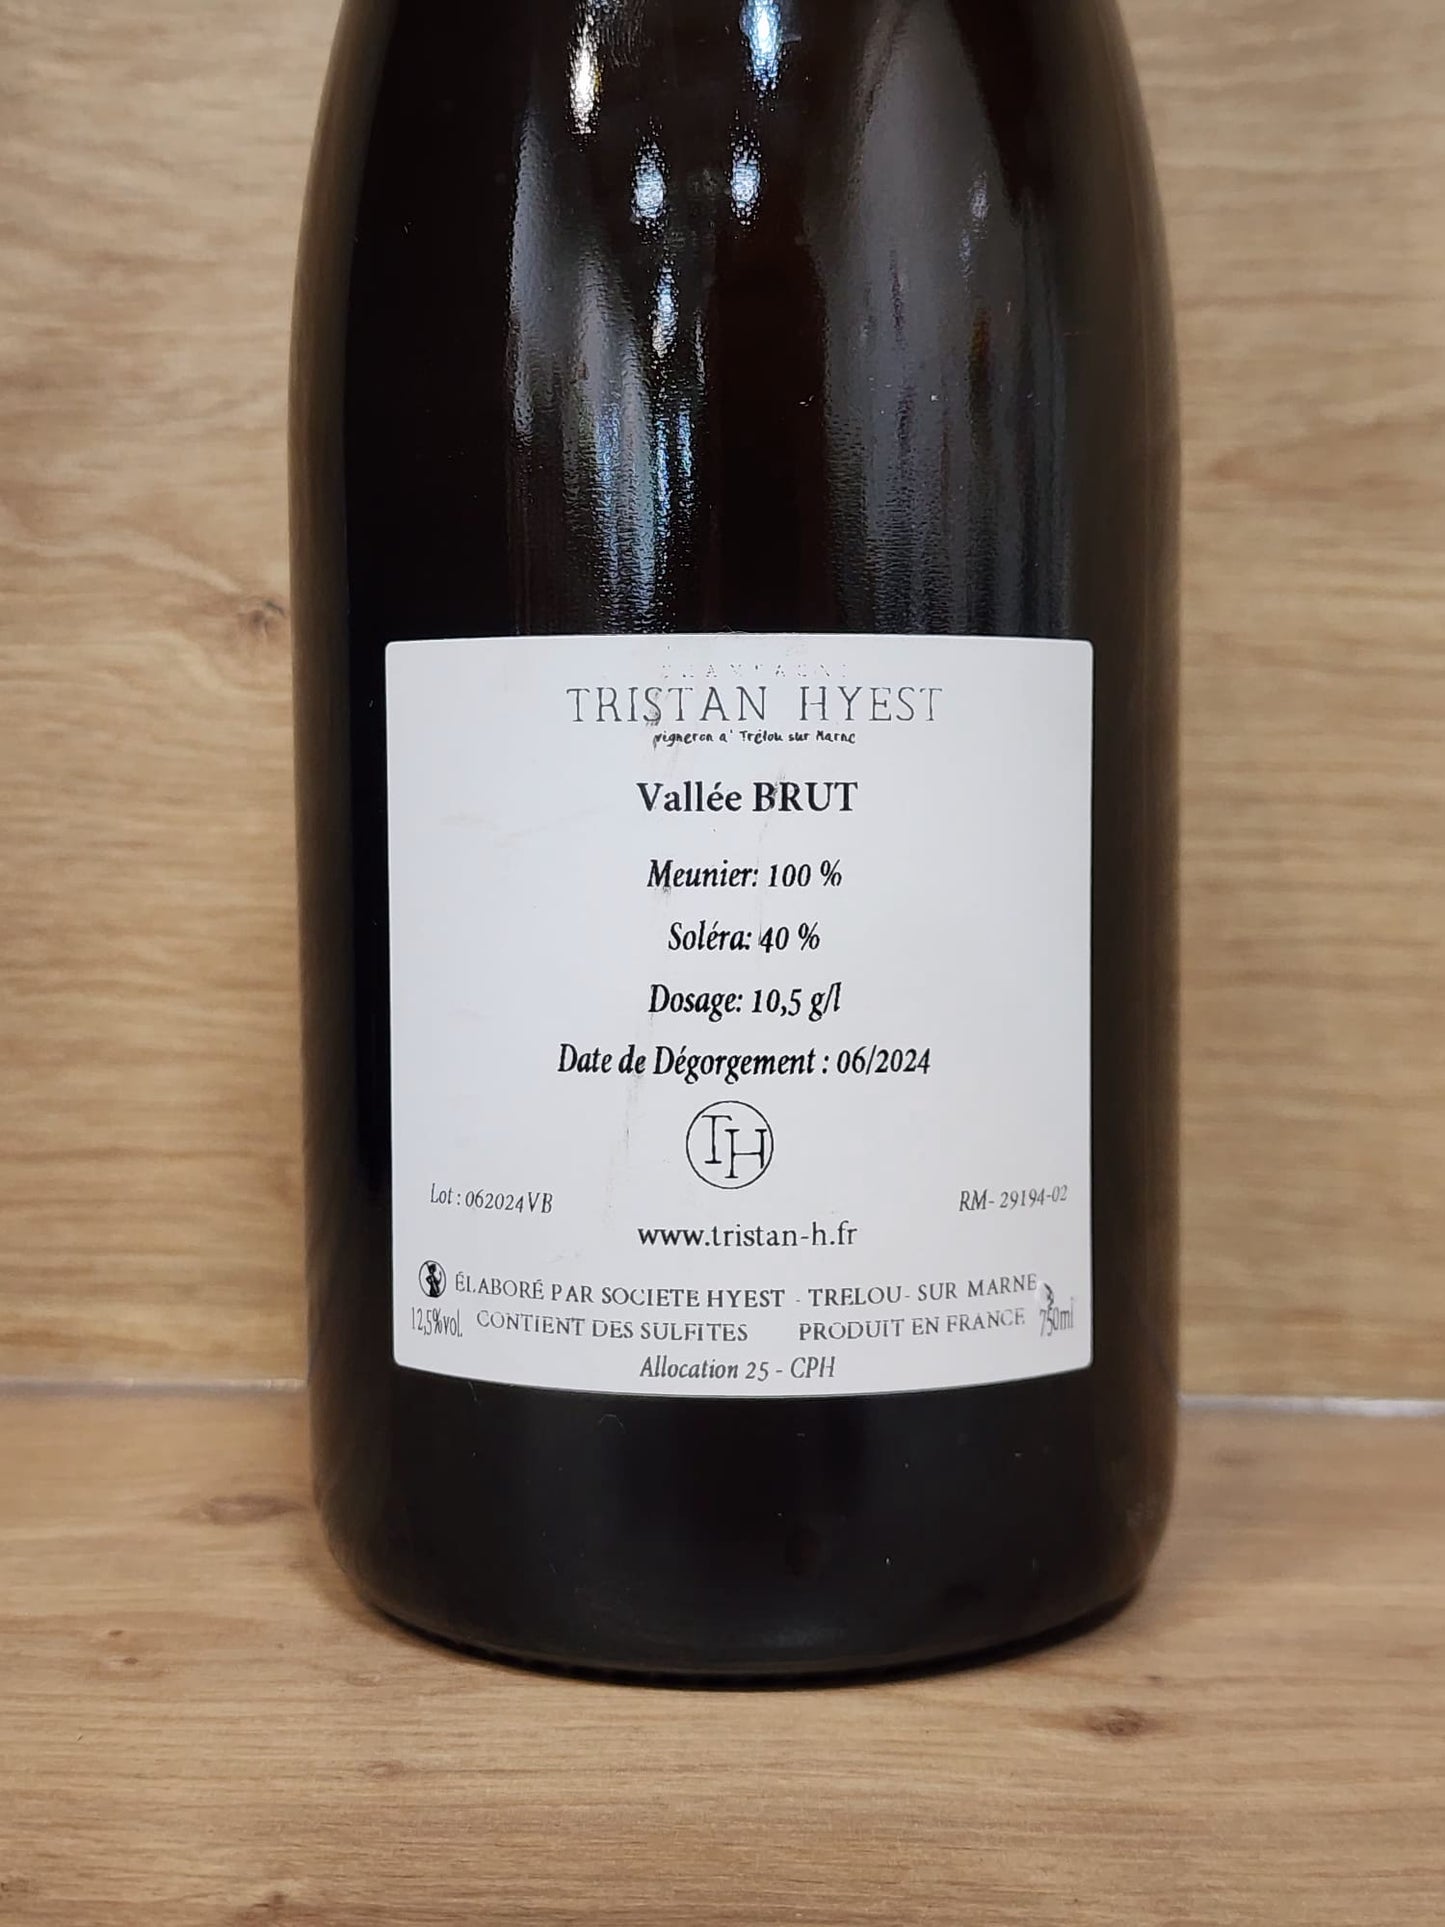 CHAMPAGNE
TRISTAN HYEST
vigneron a' Trélou sur Marne
Vallée BRUT
Meunier: 100 %
Soléra: 40 %
Dosage: 10,5 g/l
Date de Dégorgement : 06/2024
TH
Lot : 062024VB
RM- 29194-02
www.tristan-h.fr
ÉLABORÉ PAR SOCIETE HYEST - TRELOU- SUR MARNE
12,5%vol. CONTIENT DES SULFITES PRODUIT EN FRANCE 750ml
Allocation 25 - CPH